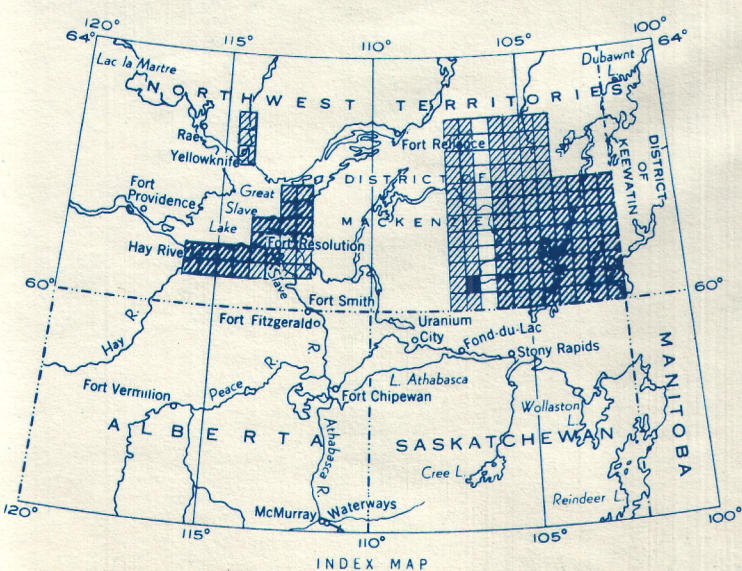 120°
115°
110°
105°
100°
64°
64°
Lac la Martre
Dubawnt
L.
NORTHWEST TERRITORIES
Rae
Yellowknife
Fort Reliance
DISTRICT OF
MACKENZIE
DISTRICT
OF
KEEWATIN
Fort
Providence
Great
Slave
Lake
Hay River
Fort Resolution
Slave
R.
60°
60°
Fort Smith
Fort Fitzgerald
Hay R.
Uranium
City
Fond-du-Lac
Stony Rapids
Peace R.
L. Athabasca
Fort Vermilion
Fort Chipewan
Wollaston
L.
MANITOBA
ALBERTA
SASKATCHEWAN
Athabasca R.
Cree L.
Reindeer L.
McMurray
Waterways
120°
115°
110°
105°
100°
INDEX MAP